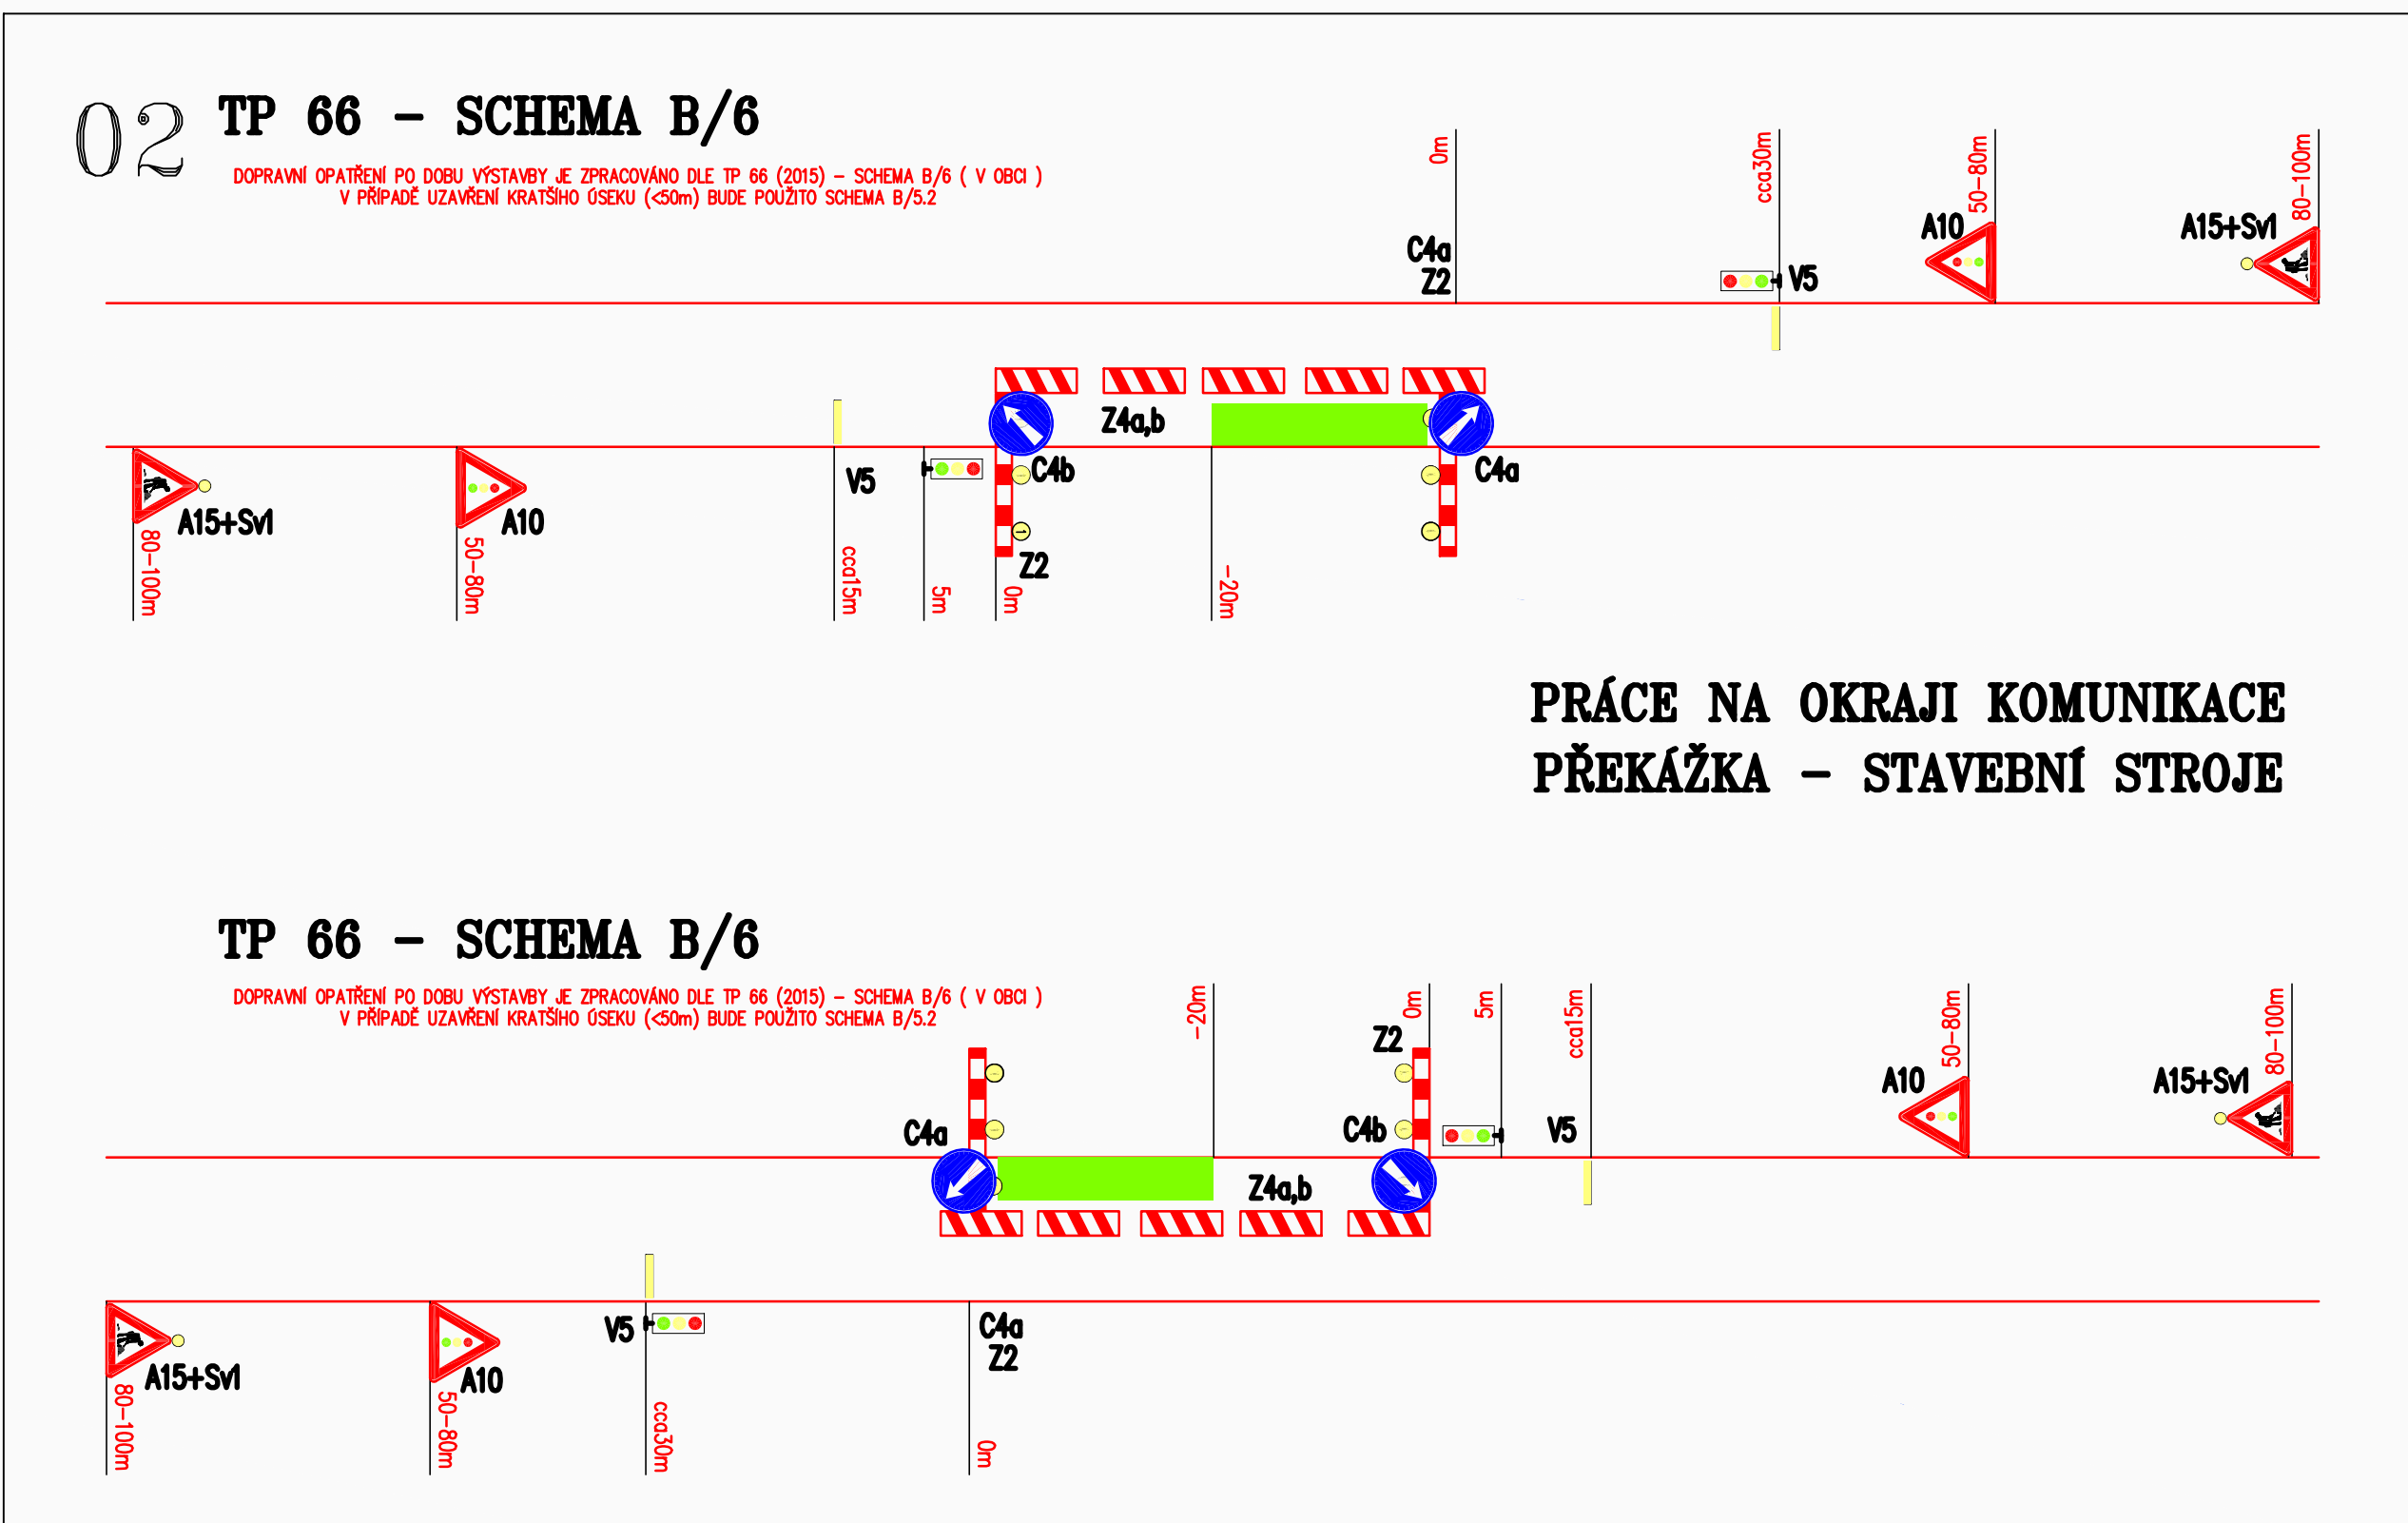 02
TP 66 – SCHEMA B/6
DOPRAVNÍ OPATŘENÍ PO DOBU VÝSTAVBY JE ZPRACOVÁNO DLE TP 66 (2015) – SCHEMA B/6 ( V OBCI )
V PŘÍPADĚ UZAVŘENÍ KRATŠÍHO ÚSEKU (<50m) BUDE POUŽITO SCHEMA B/5.2
0m
cca30m
50-80m
80-100m
C4a
Z2
V5
A10
A15+Sv1
Z4a,b
A15+Sv1
A10
V5
C4b
C4a
Z2
80-100m
50-80m
cca15m
5m
0m
-20m
PRÁCE NA OKRAJI KOMUNIKACE
PŘEKÁŽKA – STAVEBNÍ STROJE
TP 66 – SCHEMA B/6
DOPRAVNÍ OPATŘENÍ PO DOBU VÝSTAVBY JE ZPRACOVÁNO DLE TP 66 (2015) – SCHEMA B/6 ( V OBCI )
V PŘÍPADĚ UZAVŘENÍ KRATŠÍHO ÚSEKU (<50m) BUDE POUŽITO SCHEMA B/5.2
-20m
0m
5m
cca15m
50-80m
80-100m
Z2
C4a
C4b
V5
A10
A15+Sv1
Z4a,b
A15+Sv1
A10
V5
C4a
Z2
80-100m
50-80m
cca30m
0m